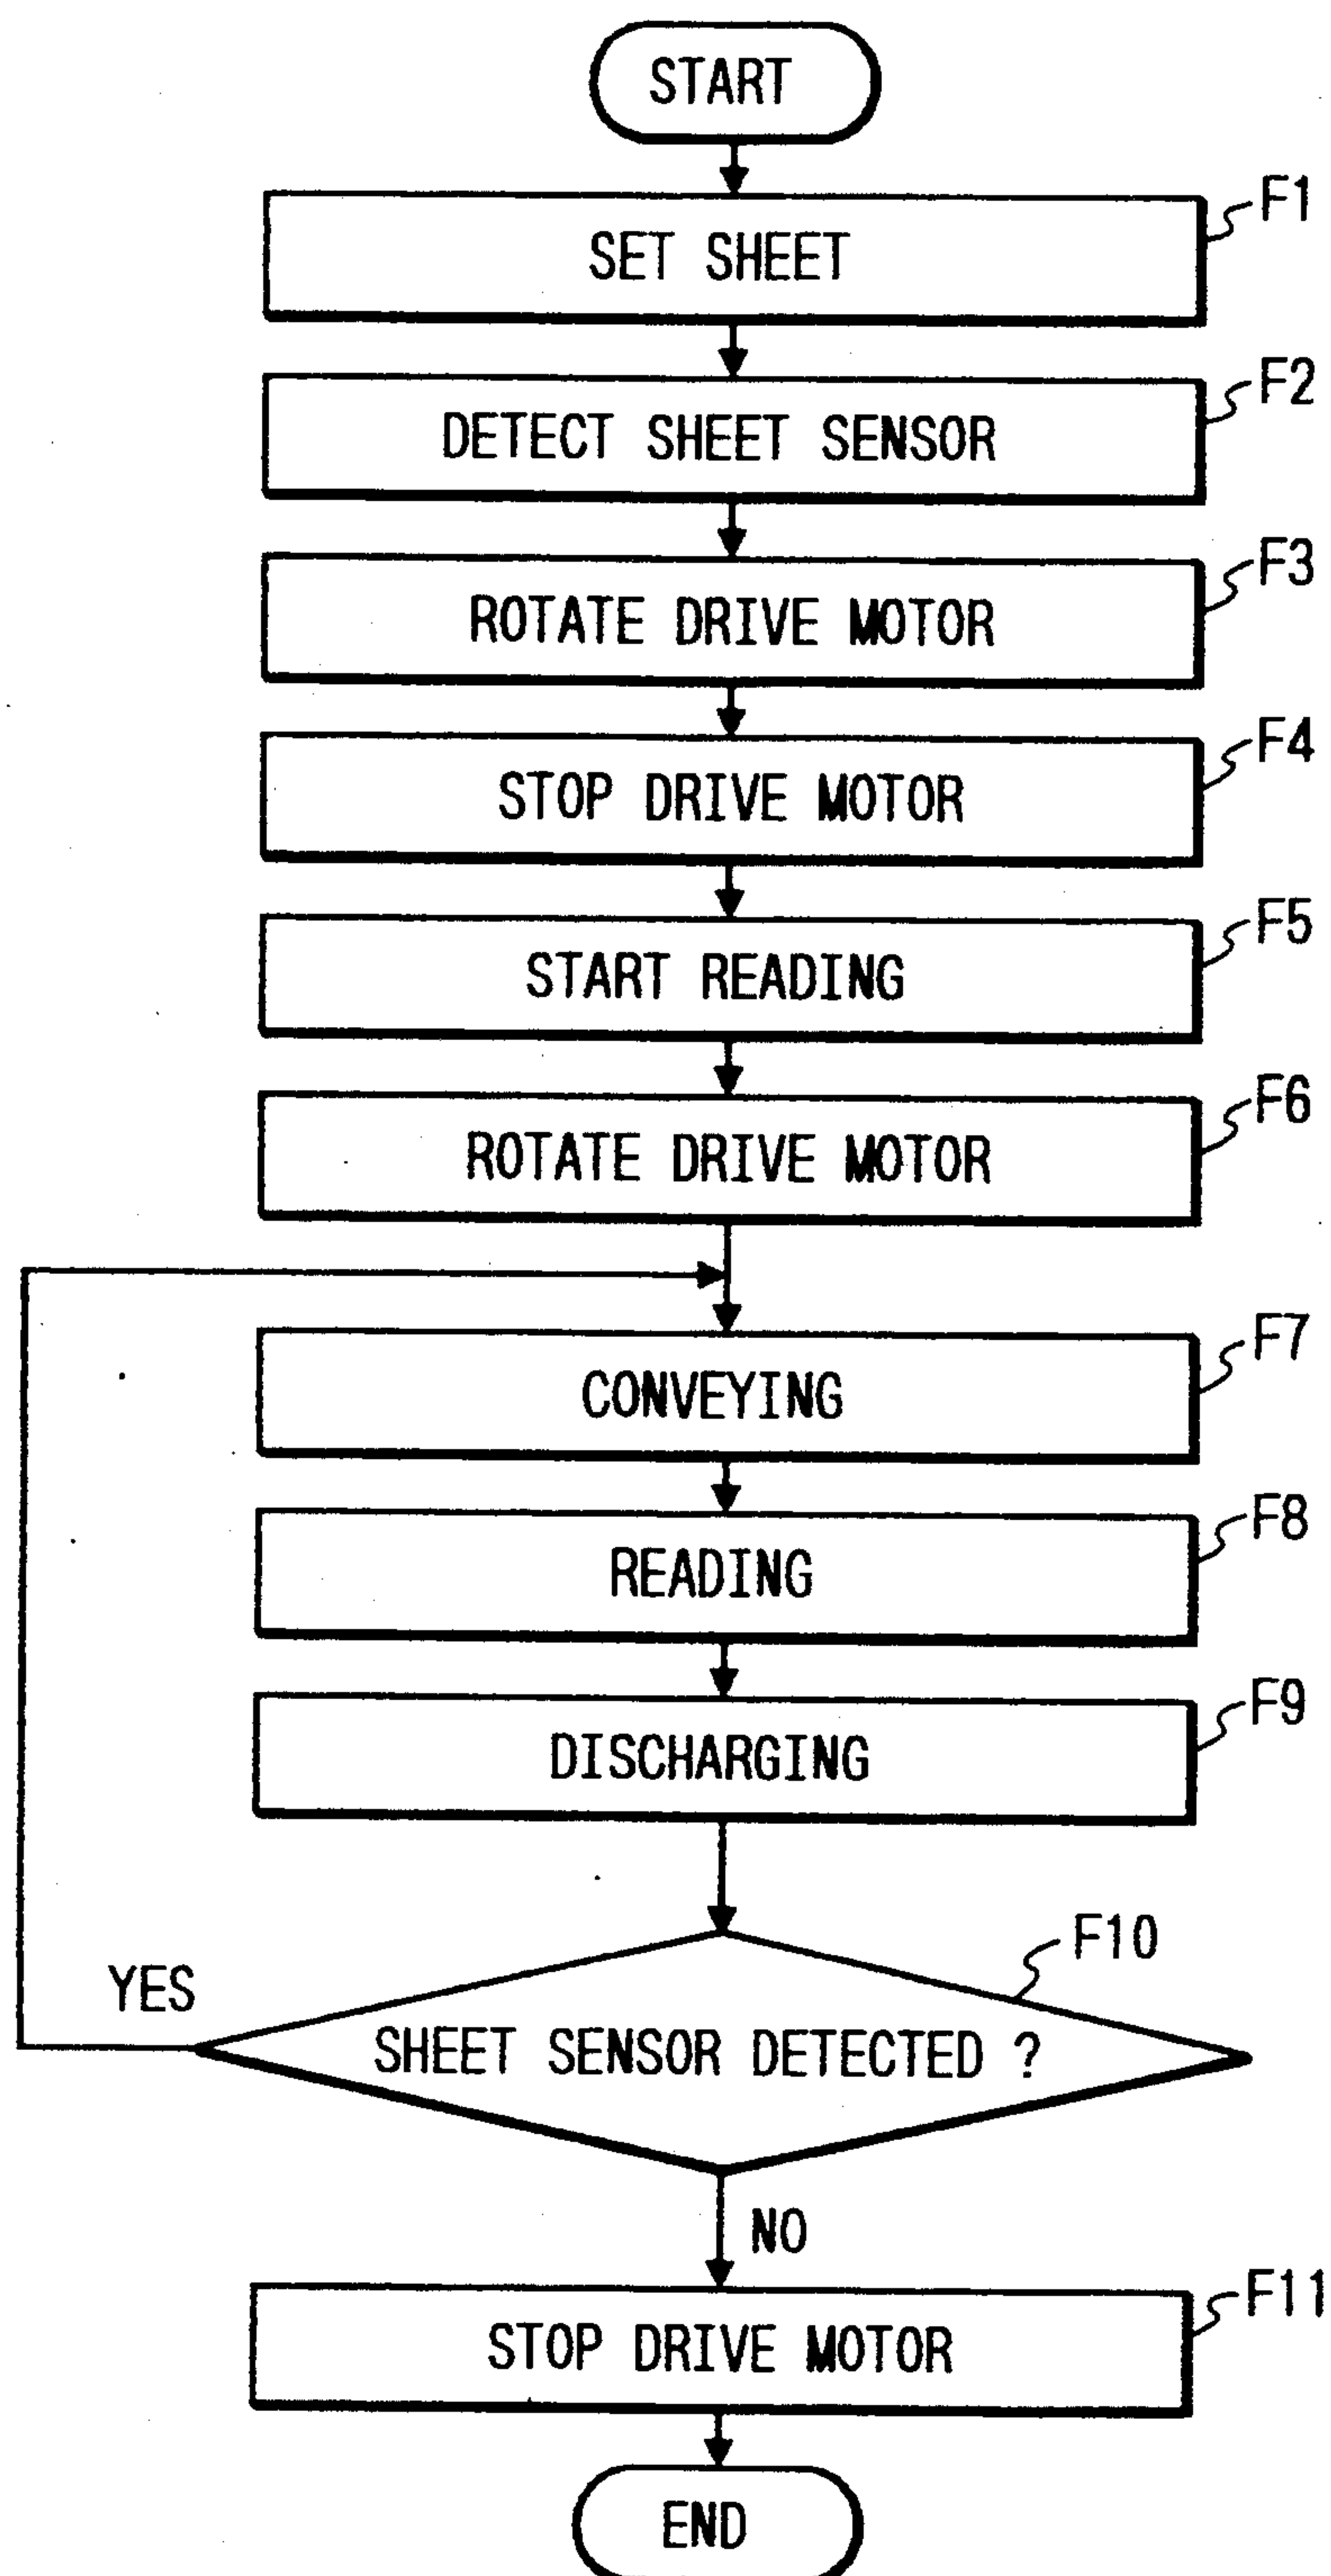 START
F1
SET SHEET
F2
DETECT SHEET SENSOR
F3
ROTATE DRIVE MOTOR
F4
STOP DRIVE MOTOR
F5
START READING
F6
ROTATE DRIVE MOTOR
F7
CONVEYING
F8
READING
F9
DISCHARGING
F10
YES
SHEET SENSOR DETECTED ?
NO
F11
STOP DRIVE MOTOR
END